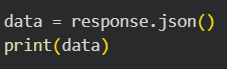 data = response.json()
print(data)